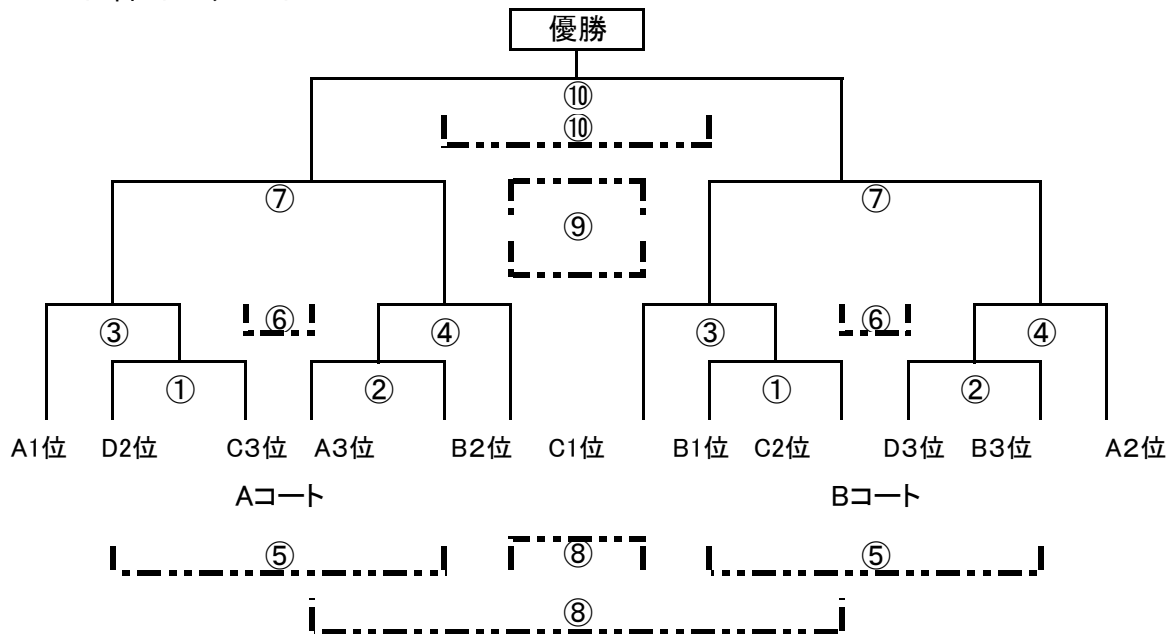 優勝
⑩
⑩
⑦ ⑦
⑨
③ ⑥ ④ ③ ⑥ ④
① ② ① ②
A1位 D2位 C3位 A3位 B2位 C1位 B1位 C2位 D3位 B3位 A2位
Aコート Bコート
⑤ ⑧ ⑤
⑧